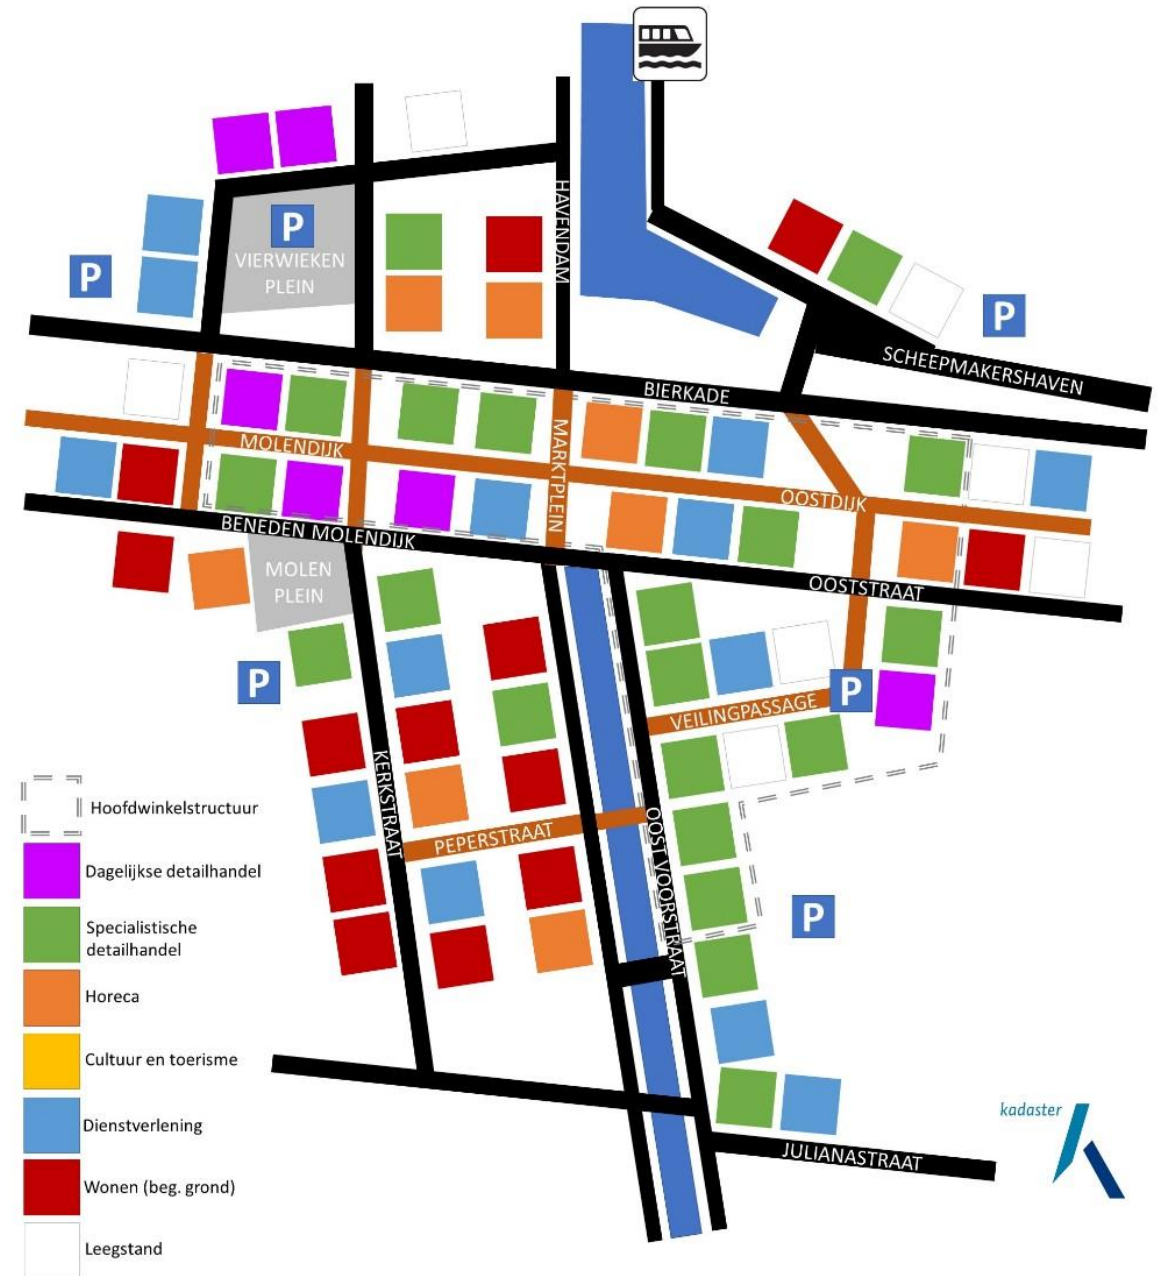 P
VIERWIEKEN
PLEIN
P
HAVENDAM
P
SCHEEPMAKERSHAVEN
BIERKADE
MOLENDIJK
MARKTPLEIN
OOSTDIJK
BENEDEN MOLENDIJK
MOLEN
PLEIN
OOSTSTRAAT
P
P
VEILINGPASSAGE
KERKSTRAAT
PEPERSTRAAT
OOST VOORSTRAAT
P
JULIANASTRAAT
Hoofdwinkelstructuur
Dagelijkse detailhandel
Specialistische
detailhandel
Horeca
Cultuur en toerisme
Dienstverlening
Wonen (beg. grond)
Leegstand
kadaster